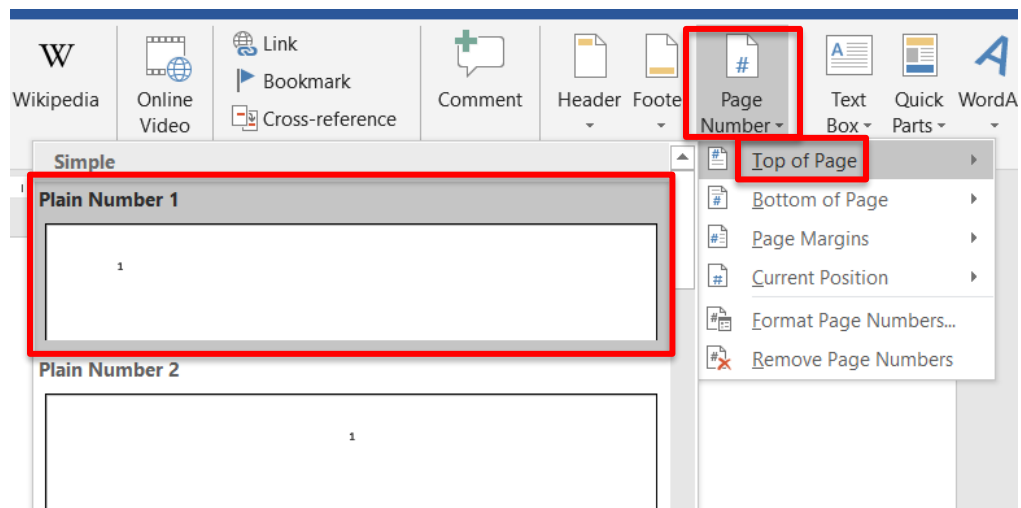 W
Wikipedia
Online
Video
Link
Bookmark
Cross-reference
Comment
Header
Foote
#
Page
Number
A
Text
Box
Quick
Parts
A
WordA
Simple
Plain Number 1
1
Plain Number 2
1
# Top of Page
# Bottom of Page
# Page Margins
# Current Position
# Format Page Numbers...
# Remove Page Numbers